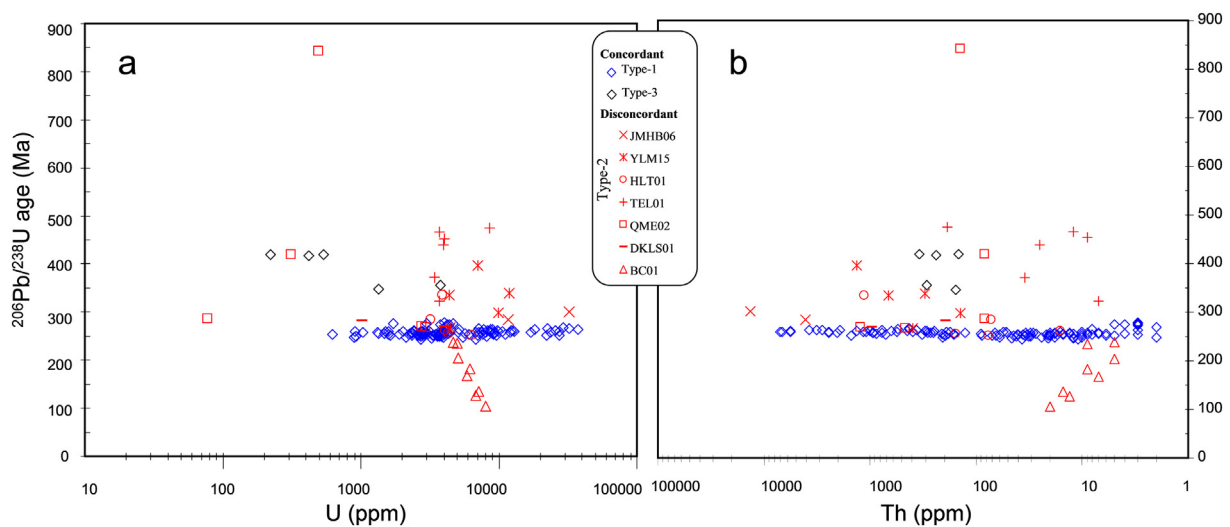 a
900
800
700
600
500
400
300
200
100
0
²⁰⁶Pb/²³⁸U age (Ma)
10
100
1000
10000
100000
U (ppm)
Concordant
Type-1
Type-3
Disconcordant
Type-2
JMHB06
YLM15
HLT01
TEL01
QME02
DKLS01
BC01
b
900
800
700
600
500
400
300
200
100
0
100000
10000
1000
100
10
1
Th (ppm)